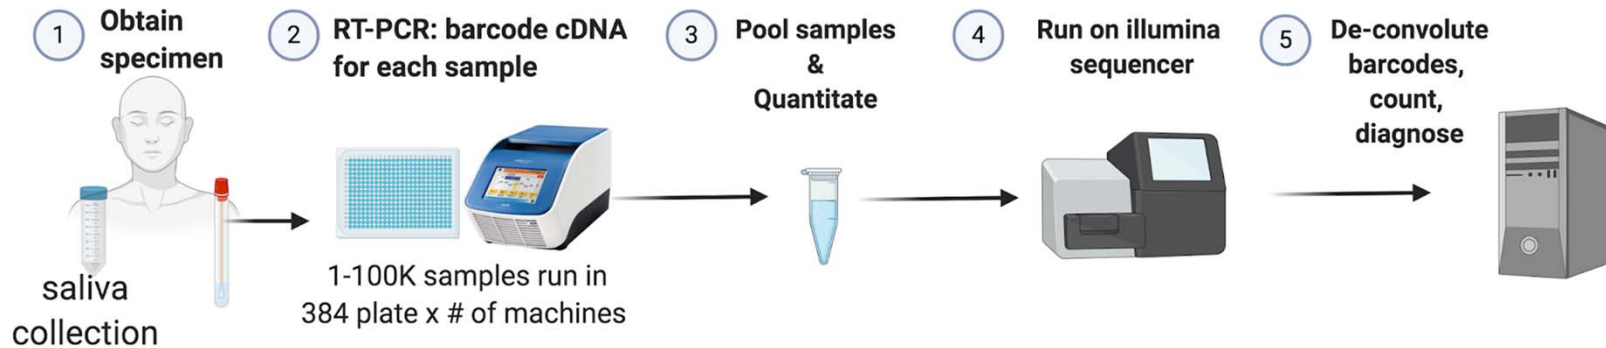 1
Obtain
specimen
saliva
collection
2
RT-PCR: barcode cDNA
for each sample
1-100K samples run in
384 plate x # of machines
3
Pool samples
&
Quantitate
4
Run on illumina
sequencer
5
De-convolute
barcodes,
count,
diagnose